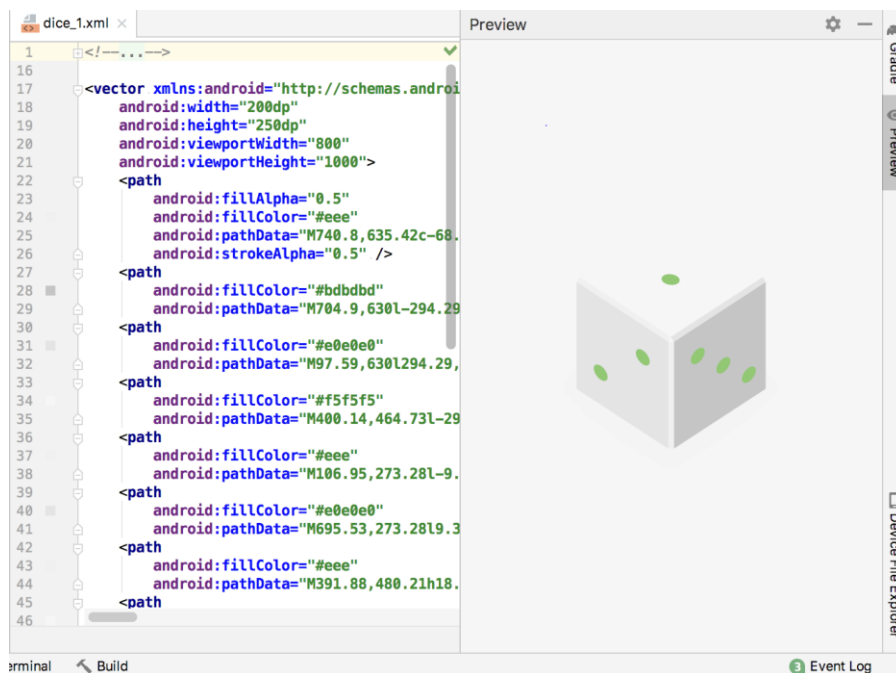 dice_1.xml
Preview
1 <!--...-->
16
17 <vector xmlns:android="http://schemas.androi
18 android:width="200dp"
19 android:height="250dp"
20 android:viewportWidth="800"
21 android:viewportHeight="1000">
22 <path
23 android:fillAlpha="0.5"
24 android:fillColor="#eee"
25 android:pathData="M740.8,635.42c-68.
26 android:strokeAlpha="0.5" />
27 <path
28 android:fillColor="#bdbdbd"
29 android:pathData="M704.9,630l-294.29
30 <path
31 android:fillColor="#e0e0e0"
32 android:pathData="M97.59,630l294.29,
33 <path
34 android:fillColor="#f5f5f5"
35 android:pathData="M400.14,464.73l-29
36 <path
37 android:fillColor="#eee"
38 android:pathData="M106.95,273.28l-9.
39 <path
40 android:fillColor="#e0e0e0"
41 android:pathData="M695.53,273.28l9.3
42 <path
43 android:fillColor="#eee"
44 android:pathData="M391.88,480.21h18.
45 <path
46
Gradle
Preview
Device File Explorer
erminal
Build
3 Event Log